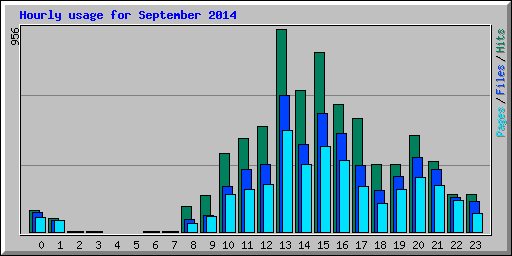 Hourly usage for September 2014
956
Pages / Files / Hits
0 1 2 3 4 5 6 7 8 9 10 11 12 13 14 15 16 17 18 19 20 21 22 23